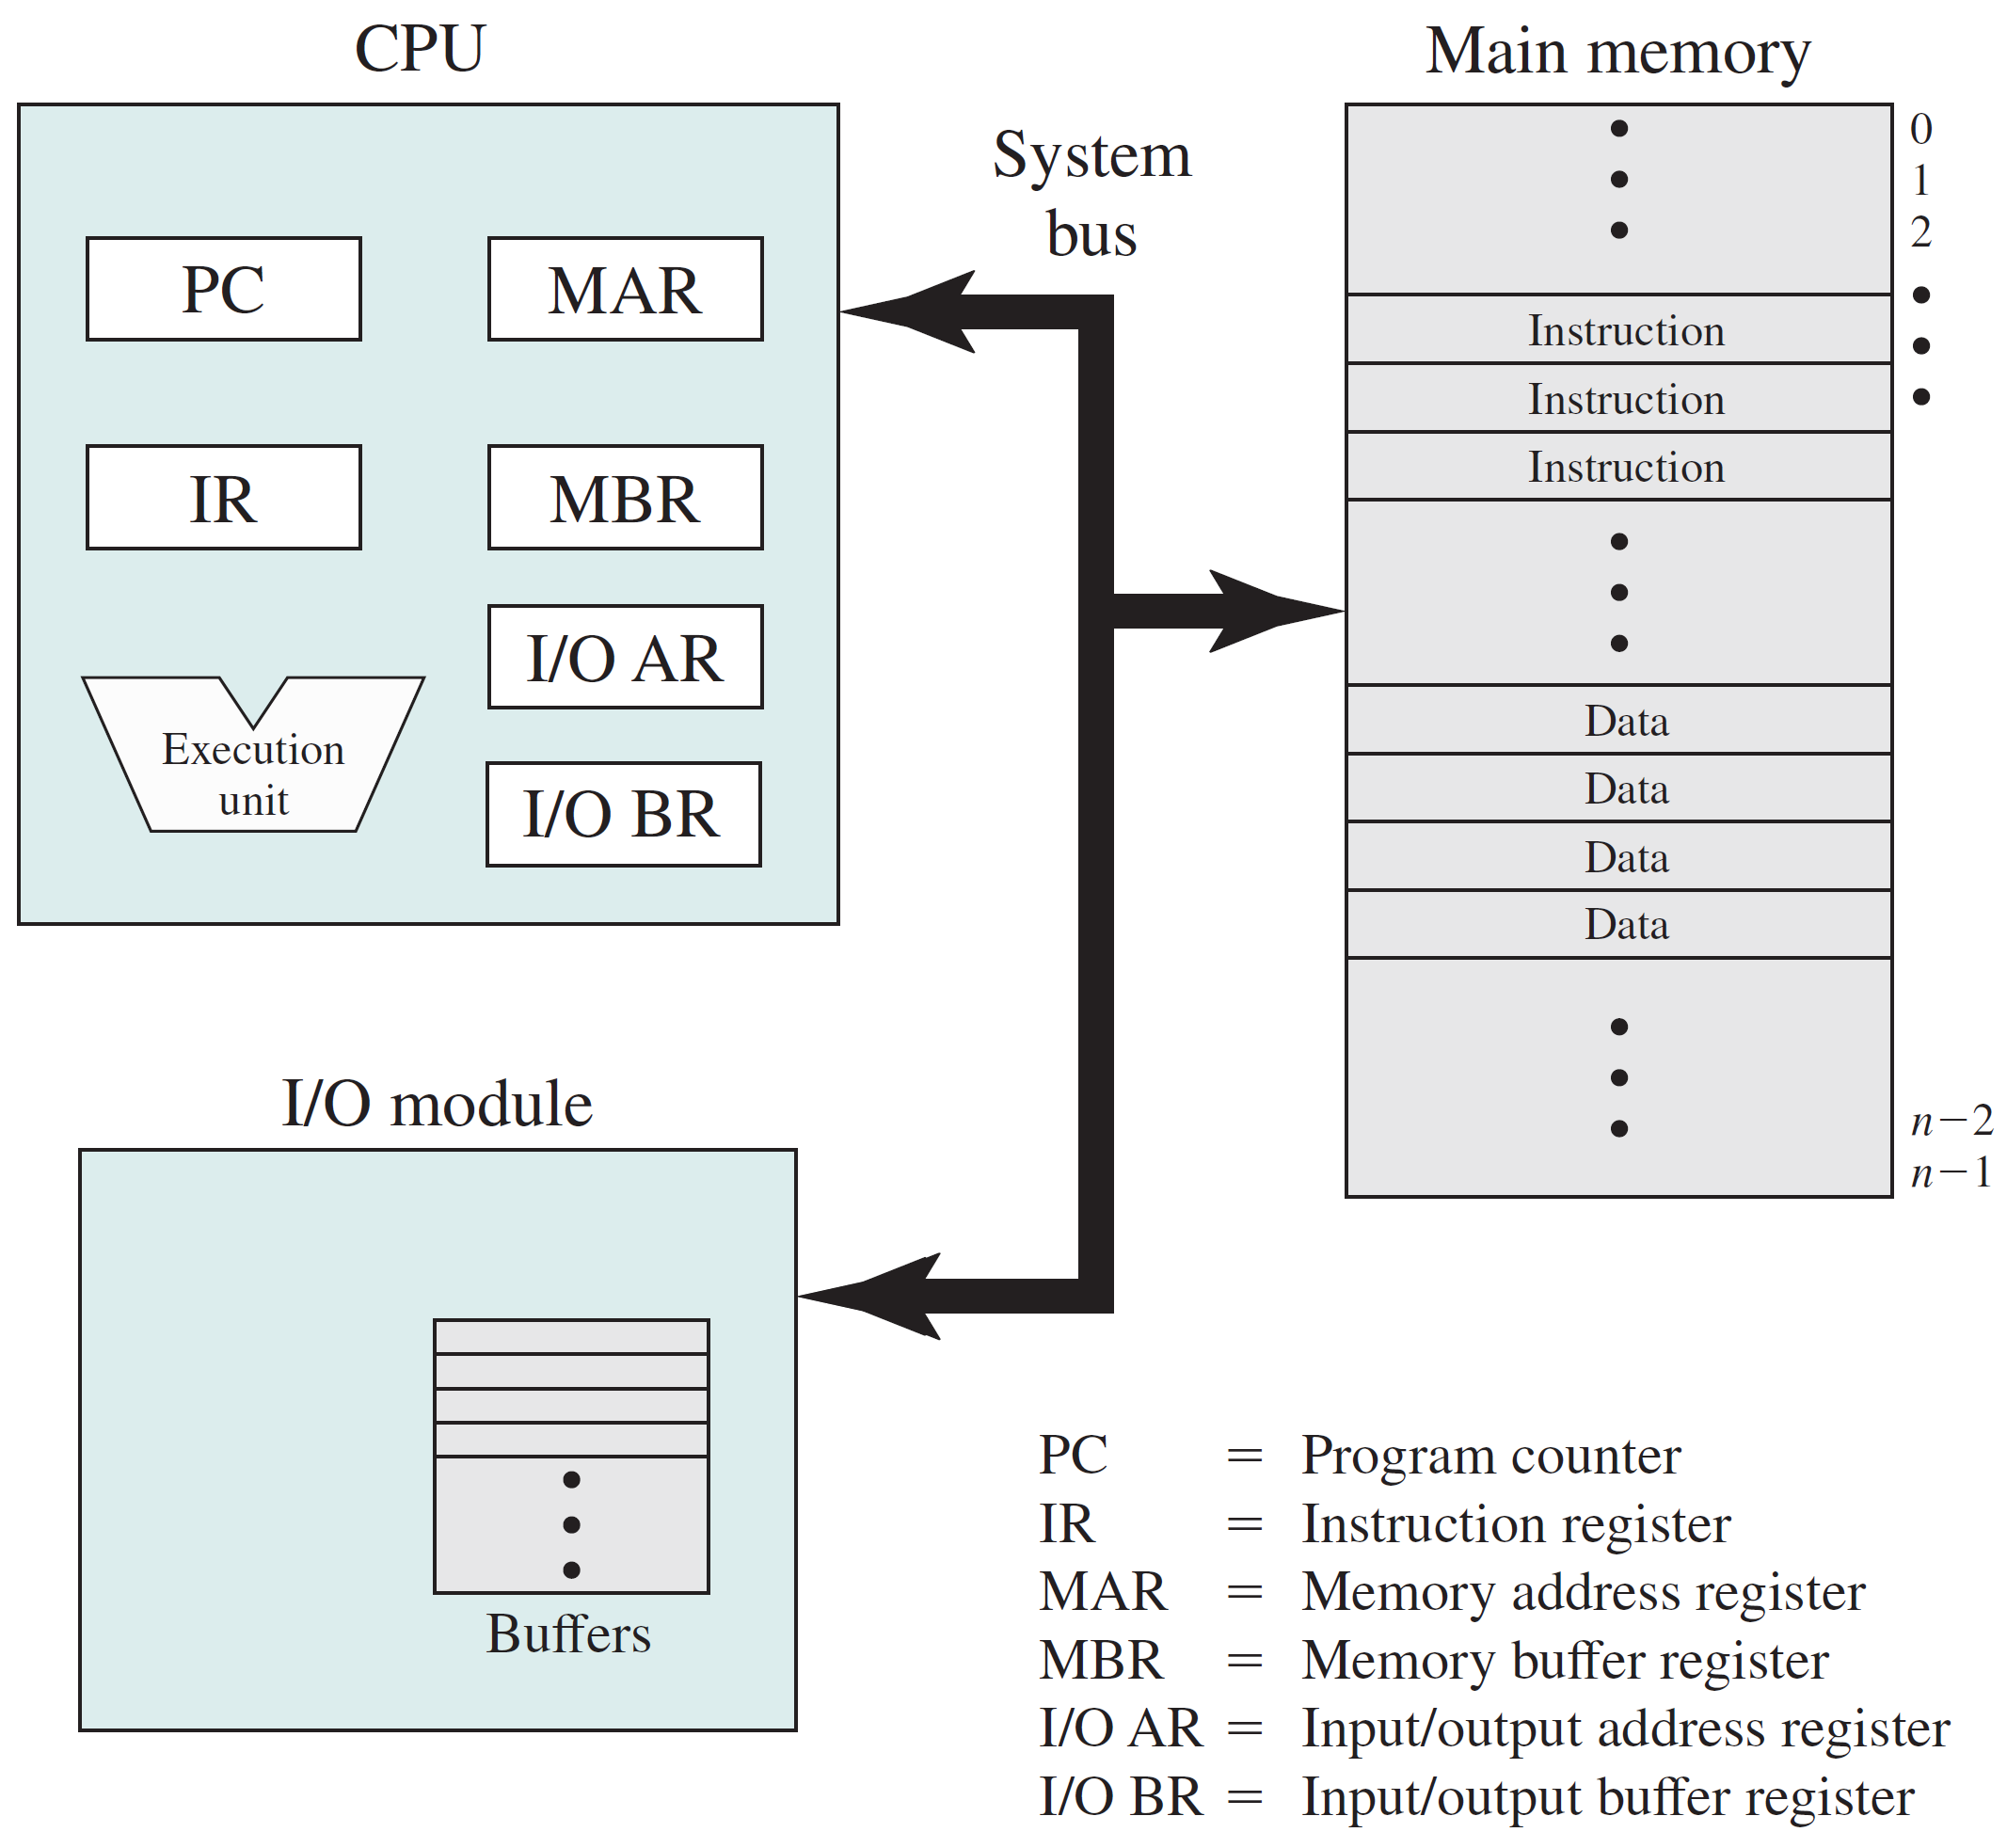 CPU
PC
MAR
IR
MBR
I/O AR
Execution
unit
I/O BR
System
bus
Main memory
0
1
2
Instruction
Instruction
Instruction
Data
Data
Data
Data
n−2
n−1
I/O module
Buffers
PC = Program counter
IR = Instruction register
MAR = Memory address register
MBR = Memory buffer register
I/O AR = Input/output address register
I/O BR = Input/output buffer register